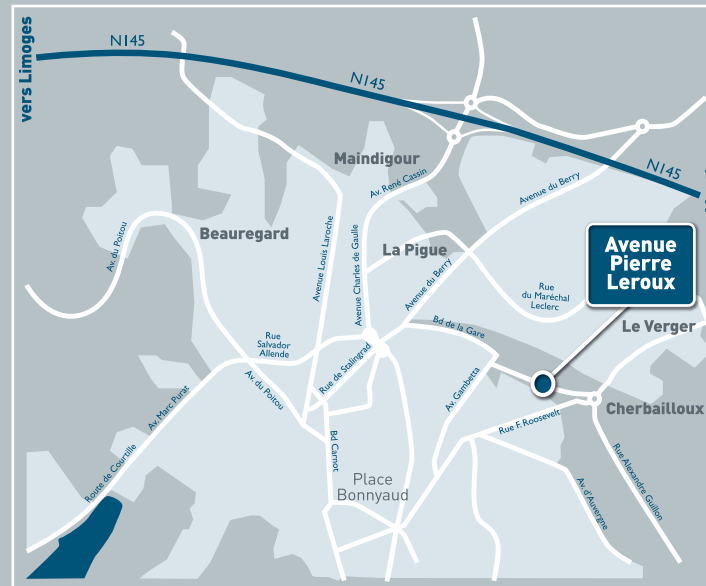 vers Limoges
N145
N145
N145
Maindigour
Av. René Cassin
Avenue du Berry
Av. du Poitou
Beauregard
Avenue Louis Laroche
Avenue Charles de Gaulle
La Pigue
Avenue du Berry
Avenue
Pierre
Leroux
Rue
du Maréchal
Leclerc
Bd de la Gare
Le Verger
Rue
Salvador
Allende
Rue de Stalingrad
Av. du Poitou
Av. Gambetta
Av. Marc Purat
Rue F. Roosevelt
Cherbailloux
Bd Carnot
Rue Alexandre Guillon
Route de Courtille
Place
Bonnyaud
Av. d'Auvergne